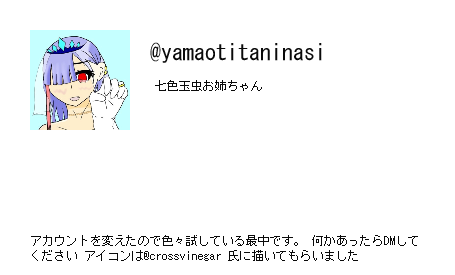 @yamaotitaninasi
七色玉虫お姉ちゃん
アカウントを変えたので色々試している最中です。 何かあったらDMして
ください アイコンは@crossvinegar 氏に描いてもらいました